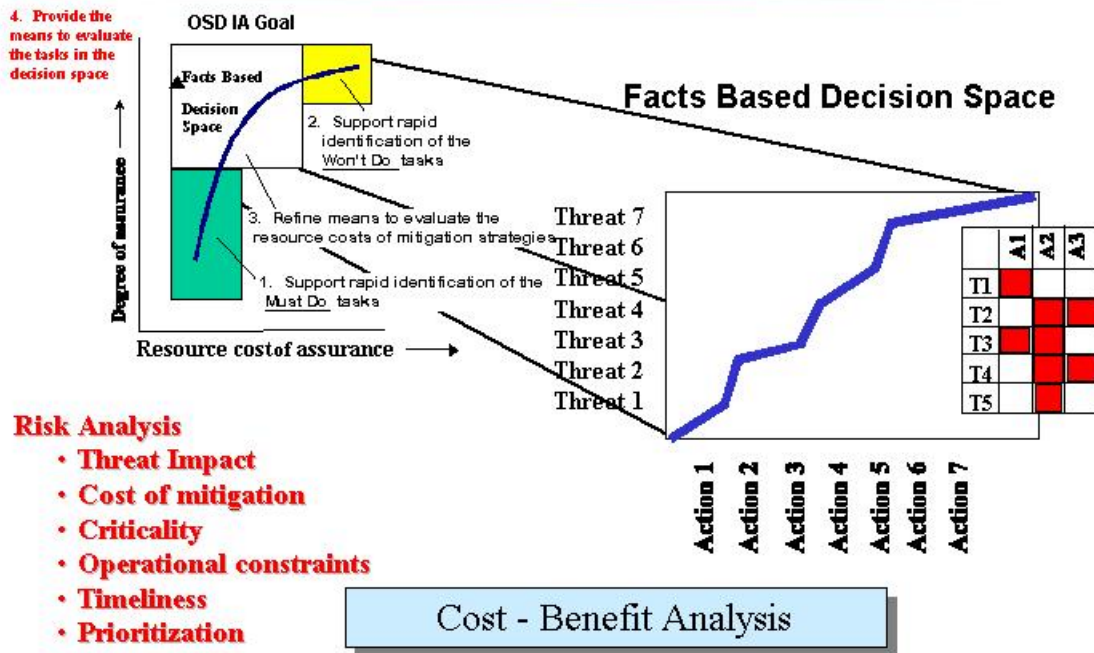 4. Provide the
means to evaluate
the tasks in the
decision space
OSD IA Goal
Facts Based
Decision
Space
2. Support rapid
identification of the
Won't Do tasks
3. Refine means to evaluate the
resource costs of mitigation strategies
1. Support rapid identification of the
Must Do tasks
Degree of assurance
Resource cost of assurance
Facts Based Decision Space
Threat 7
Threat 6
Threat 5
Threat 4
Threat 3
Threat 2
Threat 1
Action 1
Action 2
Action 3
Action 4
Action 5
Action 6
Action 7
A1 A2 A3
T1
T2
T3
T4
T5
Risk Analysis
• Threat Impact
• Cost of mitigation
• Criticality
• Operational constraints
• Timeliness
• Prioritization
Cost - Benefit Analysis